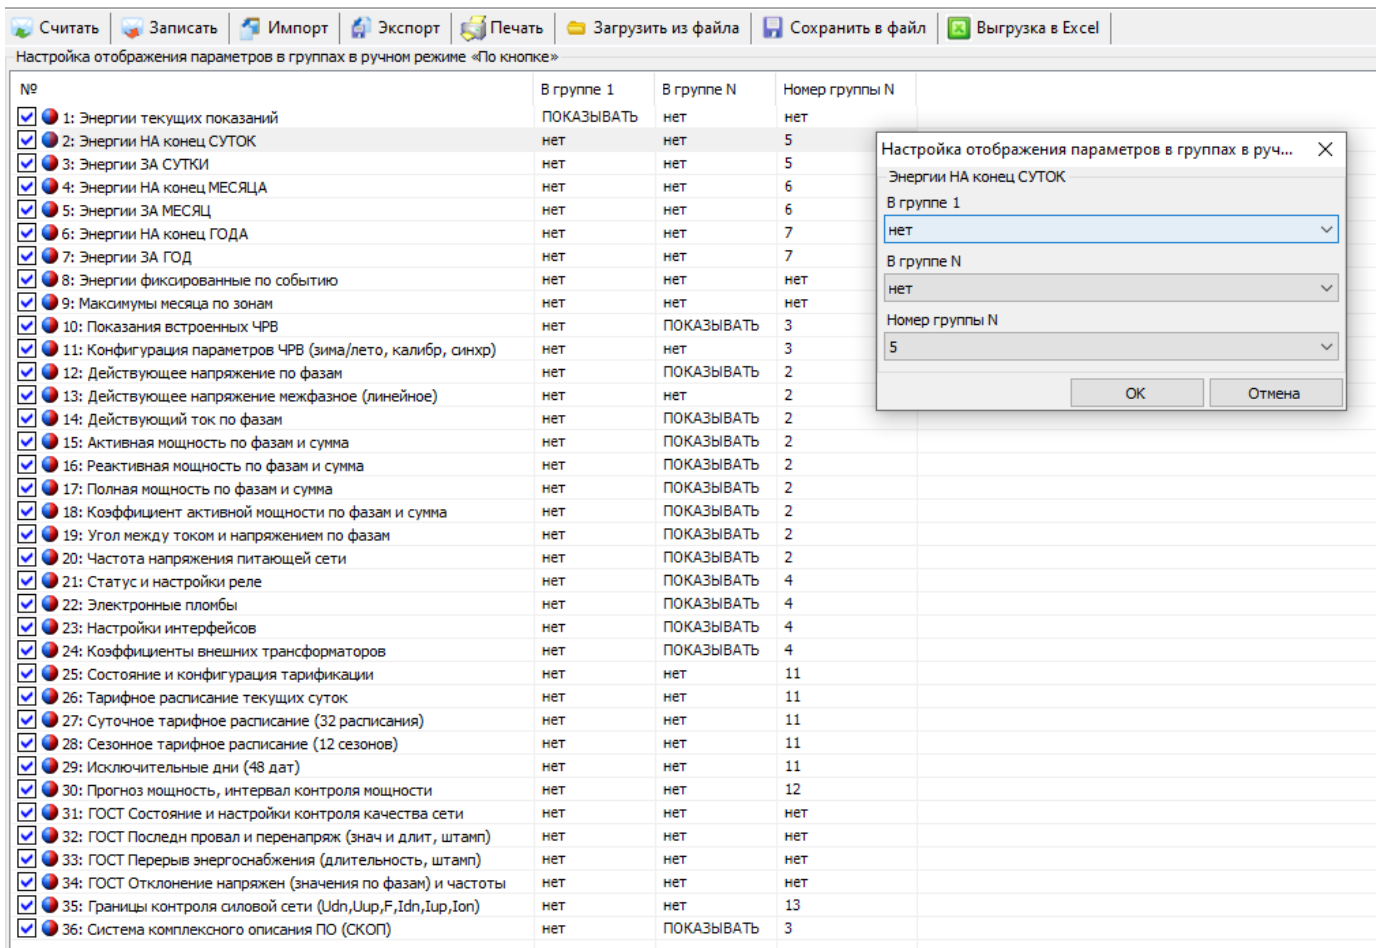 Считать Записать Импорт Экспорт Печать Загрузить из файла Сохранить в файл Выгрузка в Excel
Настройка отображения параметров в группах в ручном режиме «По кнопке»
№ В группе 1 В группе N Номер группы N
1: Энергии текущих показаний ПОКАЗЫВАТЬ нет нет
2: Энергии НА конец СУТОК нет нет 5
3: Энергии ЗА СУТКИ нет нет 5
4: Энергии НА конец МЕСЯЦА нет нет 6
5: Энергии ЗА МЕСЯЦ нет нет 6
6: Энергии НА конец ГОДА нет нет 7
7: Энергии ЗА ГОД нет нет 7
8: Энергии фиксированные по событию нет нет нет
9: Максимумы месяца по зонам нет нет нет
10: Показания встроенных ЧРВ нет ПОКАЗЫВАТЬ 3
11: Конфигурация параметров ЧРВ (зима/лето, калибр, синхр) нет нет 3
12: Действующее напряжение по фазам нет ПОКАЗЫВАТЬ 2
13: Действующее напряжение межфазное (линейное) нет нет 2
14: Действующий ток по фазам нет ПОКАЗЫВАТЬ 2
15: Активная мощность по фазам и сумма нет ПОКАЗЫВАТЬ 2
16: Реактивная мощность по фазам и сумма нет ПОКАЗЫВАТЬ 2
17: Полная мощность по фазам и сумма нет ПОКАЗЫВАТЬ 2
18: Коэффициент активной мощности по фазам и сумма нет ПОКАЗЫВАТЬ 2
19: Угол между током и напряжением по фазам нет ПОКАЗЫВАТЬ 2
20: Частота напряжения питающей сети нет ПОКАЗЫВАТЬ 2
21: Статус и настройки реле нет ПОКАЗЫВАТЬ 4
22: Электронные пломбы нет ПОКАЗЫВАТЬ 4
23: Настройки интерфейсов нет ПОКАЗЫВАТЬ 4
24: Коэффициенты внешних трансформаторов нет ПОКАЗЫВАТЬ 4
25: Состояние и конфигурация тарификации нет нет 11
26: Тарифное расписание текущих суток нет нет 11
27: Суточное тарифное расписание (32 расписания) нет нет 11
28: Сезонное тарифное расписание (12 сезонов) нет нет 11
29: Исключительные дни (48 дат) нет нет 11
30: Прогноз мощность, интервал контроля мощности нет нет 12
31: ГОСТ Состояние и настройки контроля качества сети нет нет нет
32: ГОСТ Последн провал и перенапряж (знач и длит, штамп) нет нет нет
33: ГОСТ Перерыв энергоснабжения (длительность, штамп) нет нет нет
34: ГОСТ Отклонение напряжен (значения по фазам) и частоты нет нет нет
35: Границы контроля силовой сети (Udn,Uup,F,Idn,Iup,Ion) нет нет 13
36: Система комплексного описания ПО (СКОП) нет ПОКАЗЫВАТЬ 3
Настройка отображения параметров в группах в руч...
Энергии НА конец СУТОК
В группе 1
нет
В группе N
нет
Номер группы N
5
ОК Отмена